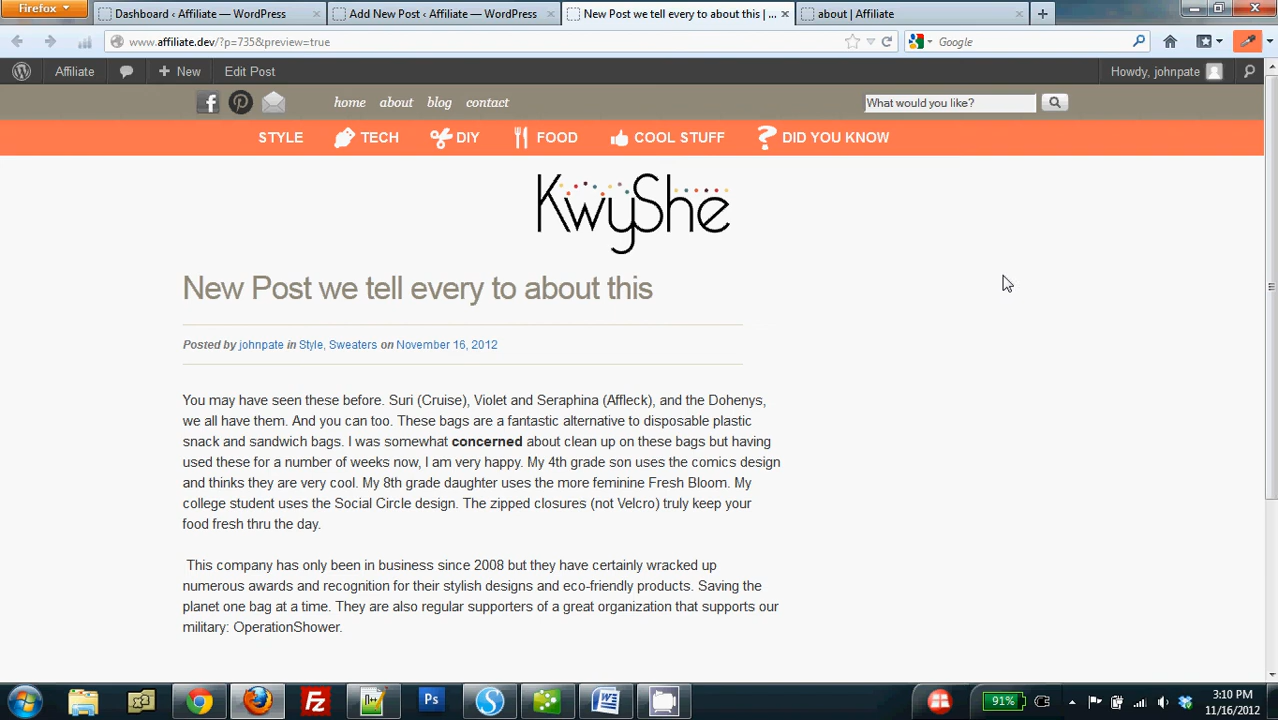 Firefox
Dashboard ‹ Affiliate — WordPress
Add New Post ‹ Affiliate — WordPress
New Post we tell every to about this | ...
about | Affiliate
www.affiliate.dev/?p=735&preview=true
Google
Affiliate
New
Edit Post
Howdy, johnpate
home about blog contact
What would you like?
STYLE TECH DIY FOOD COOL STUFF DID YOU KNOW
KwyShe
New Post we tell every to about this
Posted by johnpate in Style, Sweaters on November 16, 2012
You may have seen these before. Suri (Cruise), Violet and Seraphina (Affleck), and the Dohenys,
we all have them. And you can too. These bags are a fantastic alternative to disposable plastic
snack and sandwich bags. I was somewhat concerned about clean up on these bags but having
used these for a number of weeks now, I am very happy. My 4th grade son uses the comics design
and thinks they are very cool. My 8th grade daughter uses the more feminine Fresh Bloom. My
college student uses the Social Circle design. The zipped closures (not Velcro) truly keep your
food fresh thru the day.
This company has only been in business since 2008 but they have certainly wracked up
numerous awards and recognition for their stylish designs and eco-friendly products. Saving the
planet one bag at a time. They are also regular supporters of a great organization that supports our
military: OperationShower.
91%
3:10 PM
11/16/2012